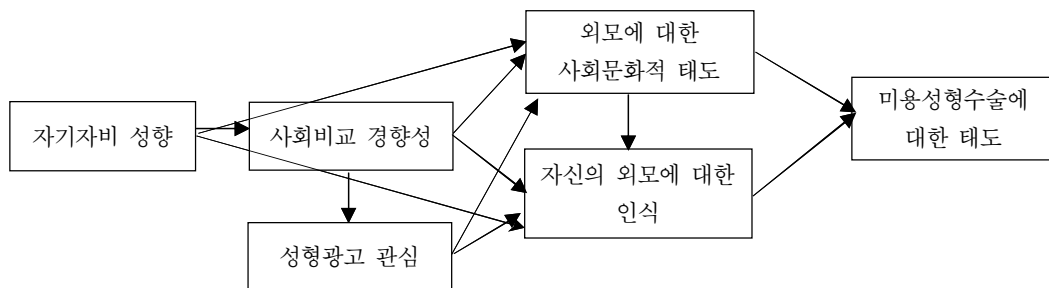 외모에 대한
사회문화적 태도
자기자비 성향
사회비교 경향성
미용성형수술에
대한 태도
자신의 외모에 대한
인식
성형광고 관심